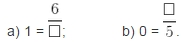 a) 1 = 6/□; b) 0 = □/5.